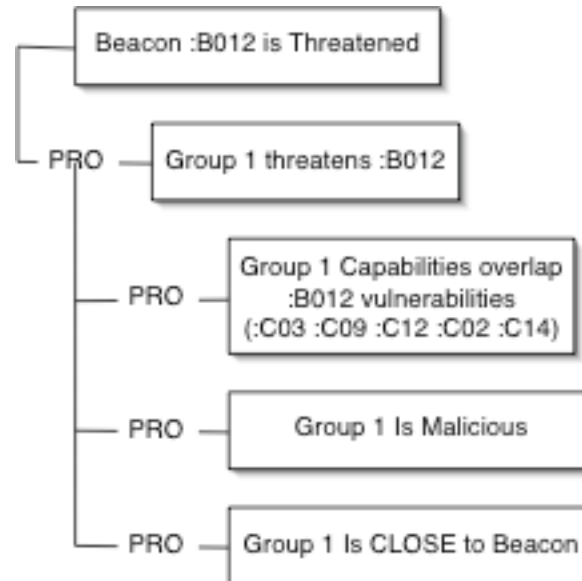 Beacon :B012 is Threatened
PRO
Group 1 threatens :B012
PRO
Group 1 Capabilities overlap
:B012 vulnerabilities
(:C03 :C09 :C12 :C02 :C14)
PRO
Group 1 Is Malicious
PRO
Group 1 Is CLOSE to Beacon